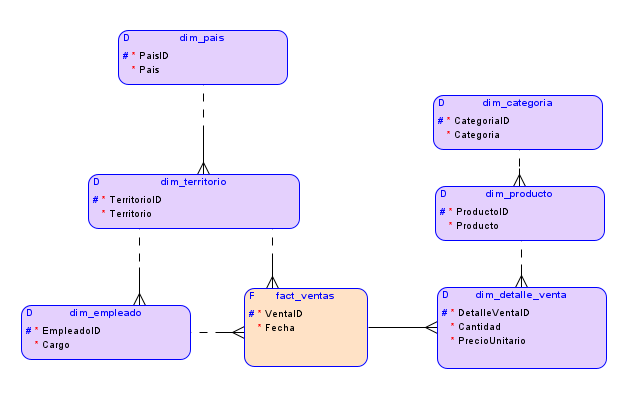 D dim_pais
# * PaisID
* Pais
D dim_categoria
# * CategoriaID
* Categoria
D dim_territorio
# * TerritorioID
* Territorio
D dim_producto
# * ProductoID
* Producto
D dim_empleado
# * EmpleadoID
* Cargo
F fact_ventas
# * VentaID
* Fecha
D dim_detalle_venta
# * DetalleVentaID
* Cantidad
* PrecioUnitario